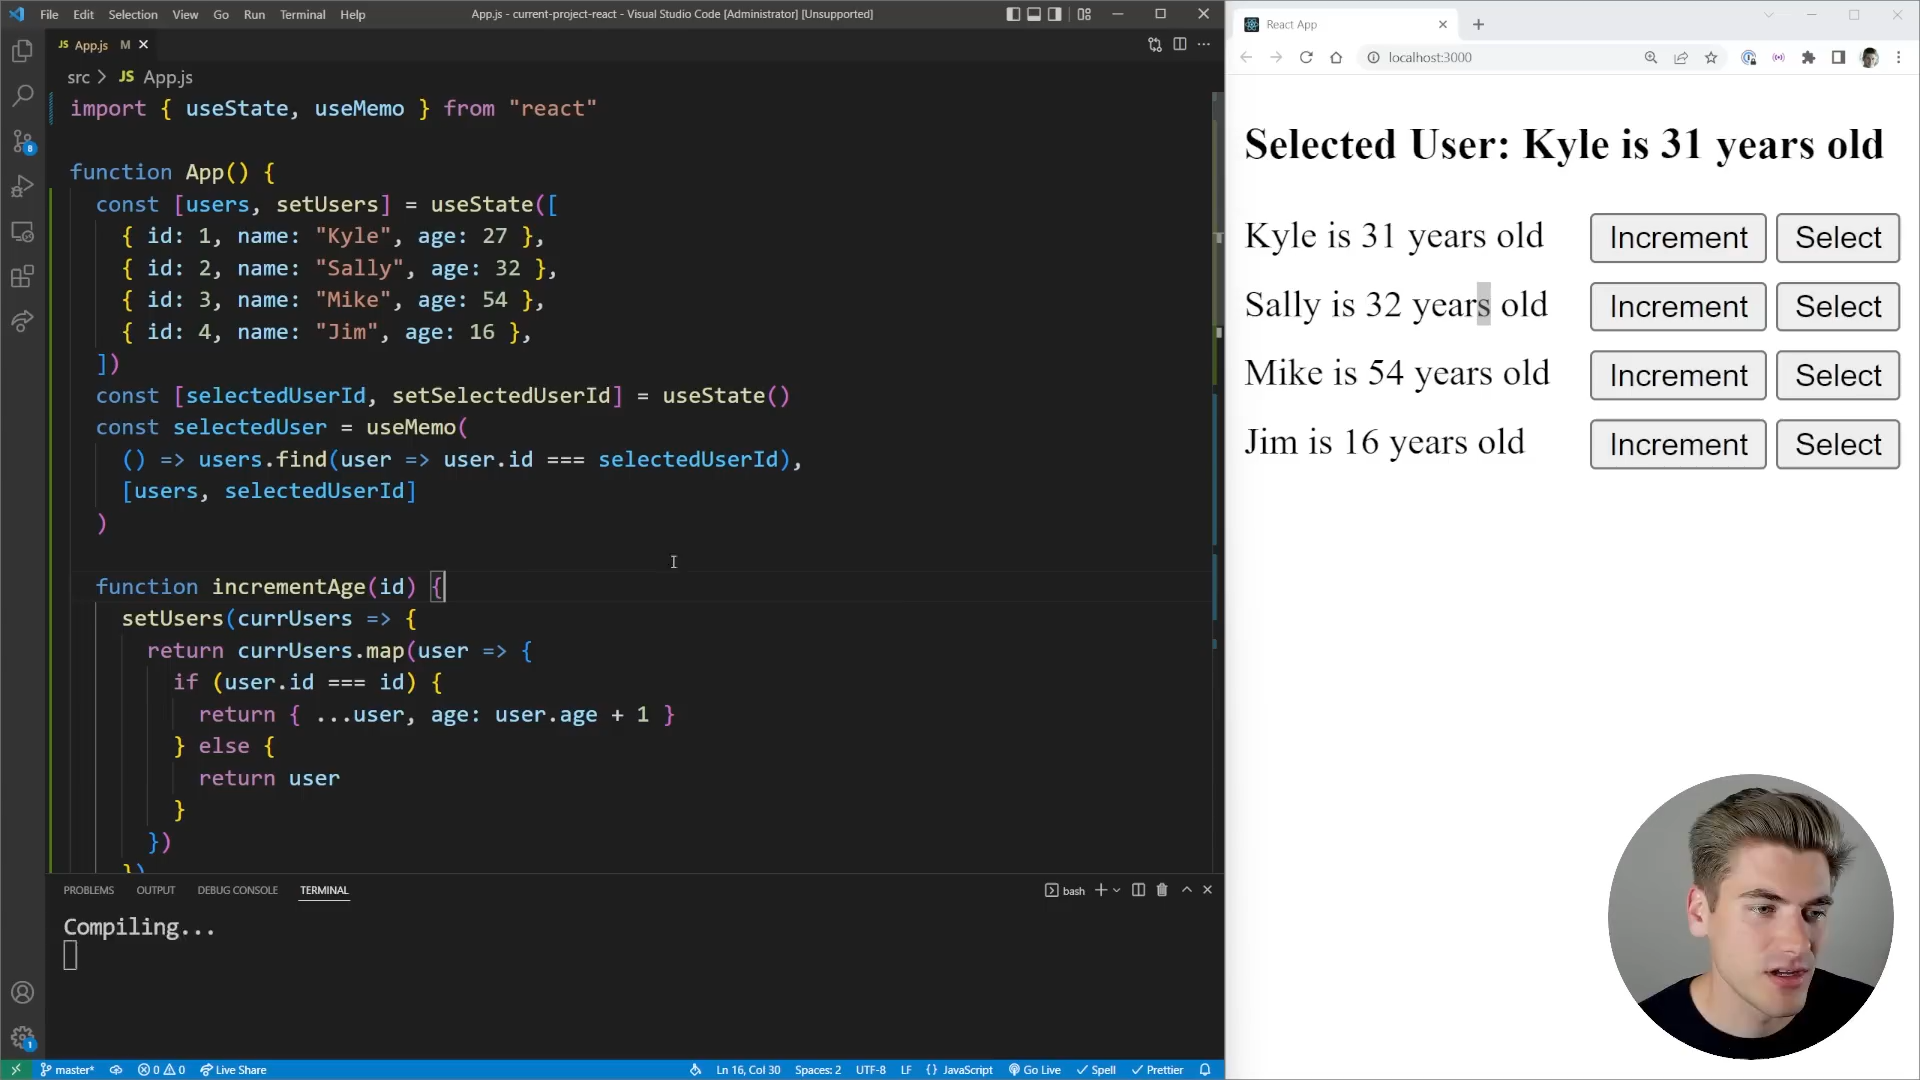 File Edit Selection View Go Run Terminal Help
App.js - current-project-react - Visual Studio Code [Administrator] [Unsupported]
JS App.js M
src > JS App.js
import { useState, useMemo } from "react"
function App() {
const [users, setUsers] = useState([
{ id: 1, name: "Kyle", age: 27 },
{ id: 2, name: "Sally", age: 32 },
{ id: 3, name: "Mike", age: 54 },
{ id: 4, name: "Jim", age: 16 },
])
const [selectedUserId, setSelectedUserId] = useState()
const selectedUser = useMemo(
() => users.find(user => user.id === selectedUserId),
[users, selectedUserId]
)
function incrementAge(id) {
setUsers(currUsers => {
return currUsers.map(user => {
if (user.id === id) {
return { ...user, age: user.age + 1 }
} else {
return user
}
})
})
PROBLEMS OUTPUT DEBUG CONSOLE TERMINAL
bash
Compiling...
8
1
master* 0 0 Live Share
Ln 16, Col 30 Spaces: 2 UTF-8 LF {} JavaScript Go Live Spell Prettier
React App
localhost:3000
Selected User: Kyle is 31 years old
Kyle is 31 years old Increment Select
Sally is 32 years old Increment Select
Mike is 54 years old Increment Select
Jim is 16 years old Increment Select